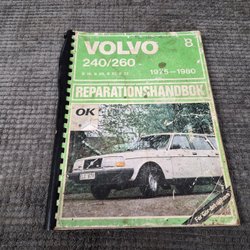 VOLVO 8
240/260
1975-1980
REPARATIONSHANDBOK
OK